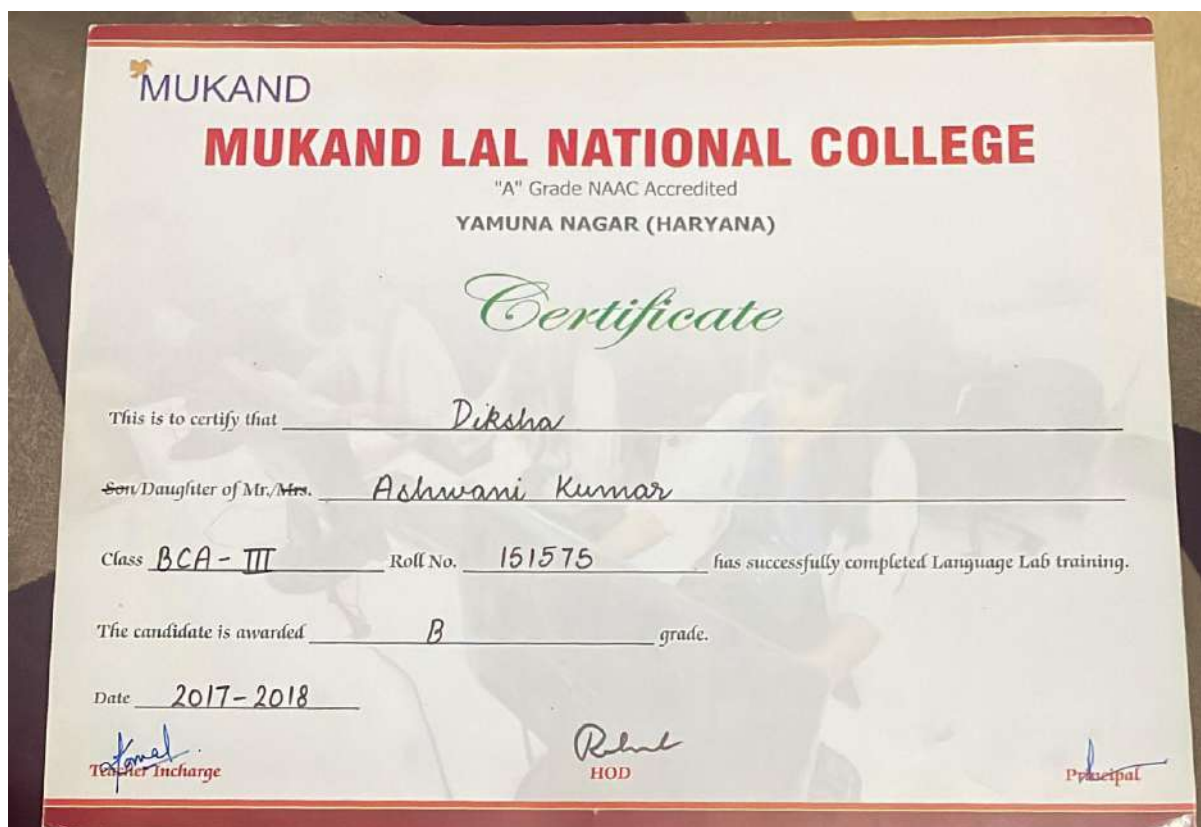 MUKAND
MUKAND LAL NATIONAL COLLEGE
"A" Grade NAAC Accredited
YAMUNA NAGAR (HARYANA)
Certificate
This is to certify that Diksha
Son/Daughter of Mr./Mrs. Ashwani Kumar
Class BCA - III Roll No. 151575 has successfully completed Language Lab training.
The candidate is awarded B grade.
Date 2017-2018
Teacher Incharge HOD Principal